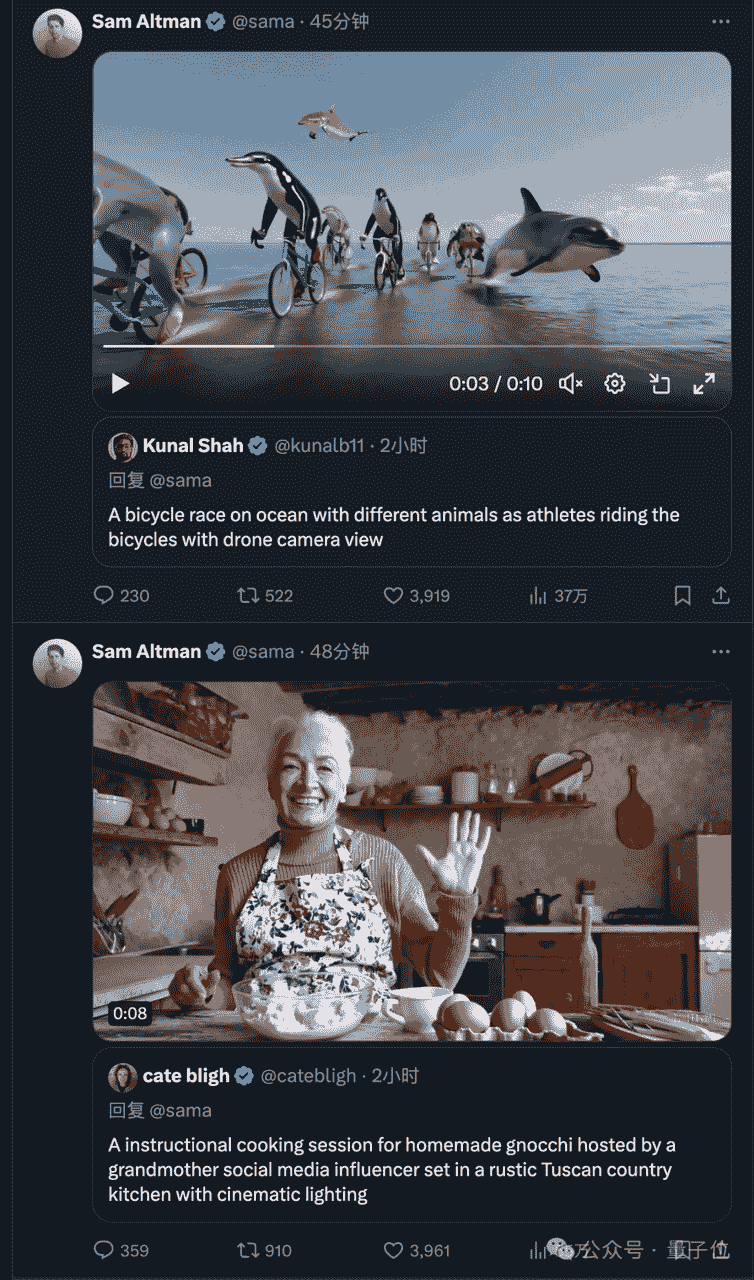 Sam Altman @sama · 45分钟
0:03 / 0:10
Kunal Shah @kunalb11 · 2小时
回复 @sama
A bicycle race on ocean with different animals as athletes riding the
bicycles with drone camera view
230 522 3,919 37万
Sam Altman @sama · 48分钟
0:08
cate bligh @catebligh · 2小时
回复 @sama
A instructional cooking session for homemade gnocchi hosted by a
grandmother social media influencer set in a rustic Tuscan country
kitchen with cinematic lighting
359 910 3,961
公众号 · 量子位